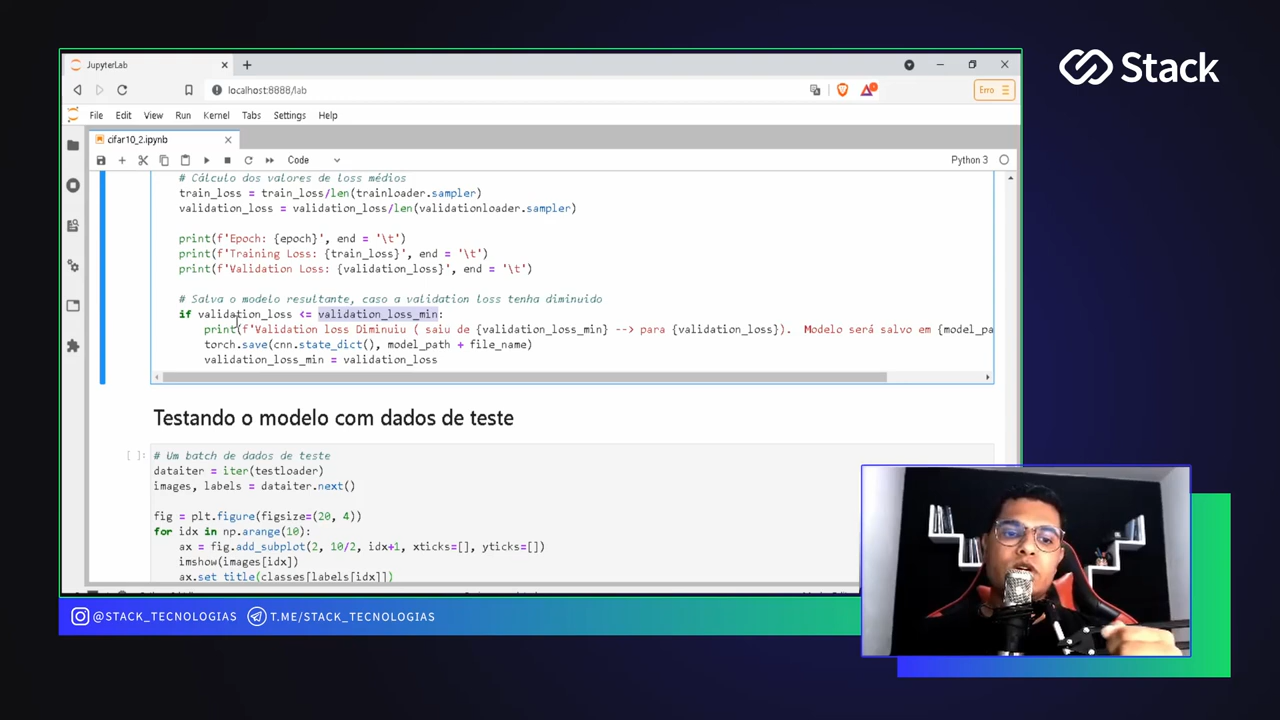 Stack
JupyterLab
localhost:8888/lab
Erro
File Edit View Run Kernel Tabs Settings Help
cifar10_2.ipynb
Code
Python 3
# Cálculo dos valores de loss médios
train_loss = train_loss/len(trainloader.sampler)
validation_loss = validation_loss/len(validationloader.sampler)
print(f'Epoch: {epoch}', end = '\t')
print(f'Training Loss: {train_loss}', end = '\t')
print(f'Validation Loss: {validation_loss}', end = '\t')
# Salva o modelo resultante, caso a validation loss tenha diminuido
if validation_loss <= validation_loss_min:
print(f'Validation loss Diminuiu ( saiu de {validation_loss_min} --> para {validation_loss}).  Modelo será salvo em {model_pa
torch.save(cnn.state_dict(), model_path + file_name)
validation_loss_min = validation_loss
Testando o modelo com dados de teste
[ ]:
# Um batch de dados de teste
dataiter = iter(testloader)
images, labels = dataiter.next()
fig = plt.figure(figsize=(20, 4))
for idx in np.arange(10):
ax = fig.add_subplot(2, 10/2, idx+1, xticks=[], yticks=[])
imshow(images[idx])
ax.set_title(classes[labels[idx]])
@STACK_TECNOLOGIAS
T.ME/STACK_TECNOLOGIAS